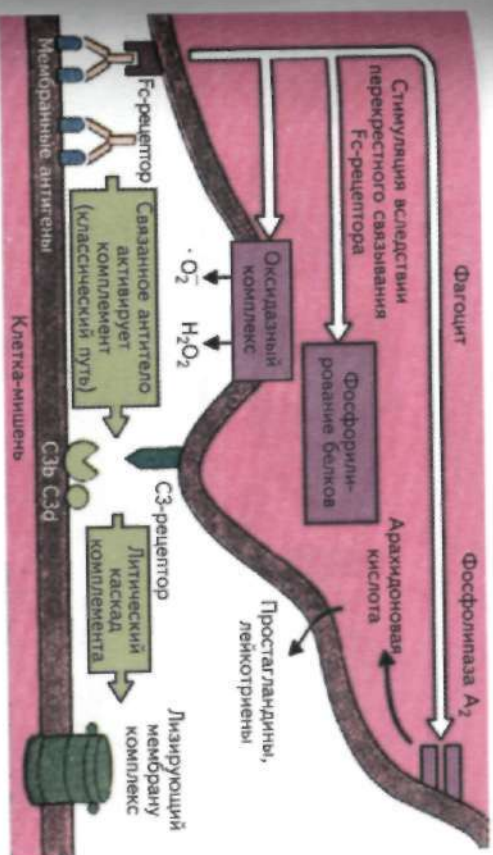 Фагоцит
Фосфолипаза A₂
Стимуляция вследствии
перекрестного связывания
Fc-рецептора
Арахидоновая
кислота
Фосфорили-
рование белков
Оксидазный
комплекс
Простагландины,
лейкотриены
· O₂⁻
H₂O₂
Fc-рецептор
C3-рецептор
Связанное антитело
активирует
комплемент
(классический путь)
Литический
каскад
комплемента
Лизирующий
мембрану
комплекс
Мембранные антигены
C3b C3d
Клетка-мишень